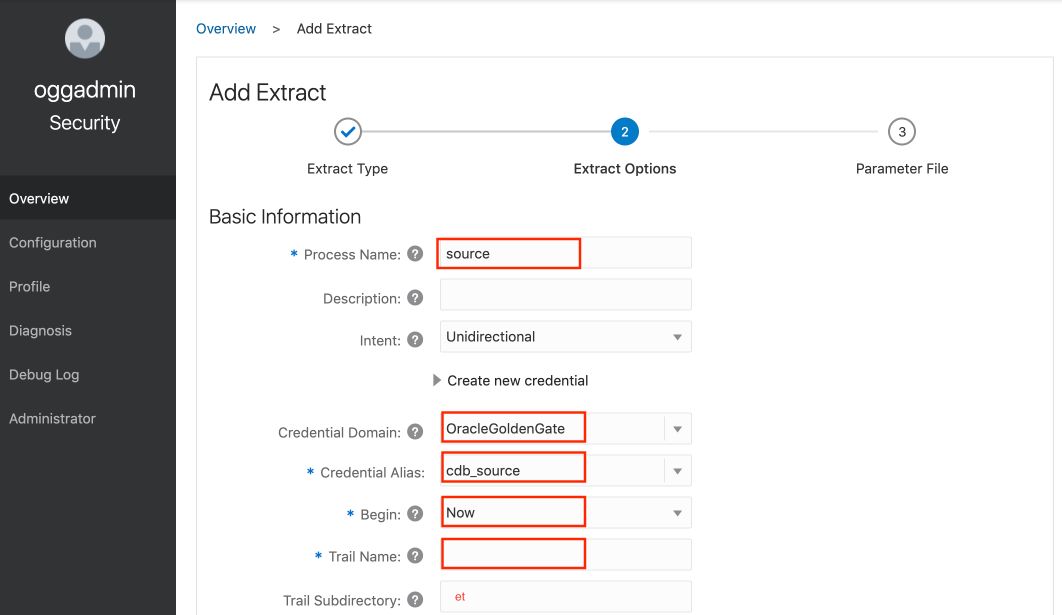 oggadmin
Security
Overview
Configuration
Profile
Diagnosis
Debug Log
Administrator
Overview > Add Extract
Add Extract
2
3
Extract Type
Extract Options
Parameter File
Basic Information
* Process Name: ? source
Description: ?
Intent: ? Unidirectional
Create new credential
Credential Domain: ? OracleGoldenGate
* Credential Alias: cdb_source
* Begin: ? Now
* Trail Name: ?
Trail Subdirectory: ? et